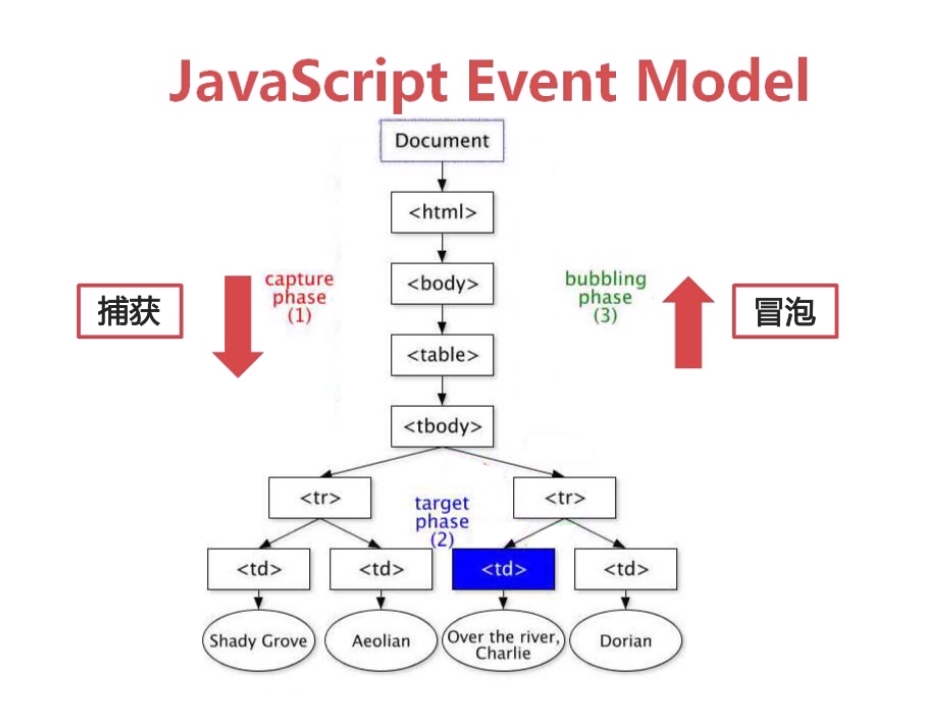 JavaScript Event Model
Document
<html>
capture
phase
(1)
<body>
bubbling
phase
(3)
捕获
冒泡
<table>
<tbody>
<tr>
target
phase
(2)
<tr>
<td>
<td>
<td>
<td>
Shady Grove
Aeolian
Over the river,
Charlie
Dorian